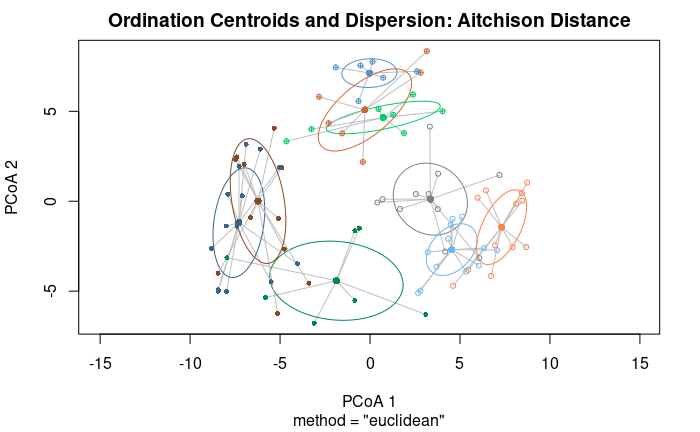 Ordination Centroids and Dispersion: Aitchison Distance
PCoA 2
5
0
-5
-15 -10 -5 0 5 10 15
PCoA 1
method = "euclidean"